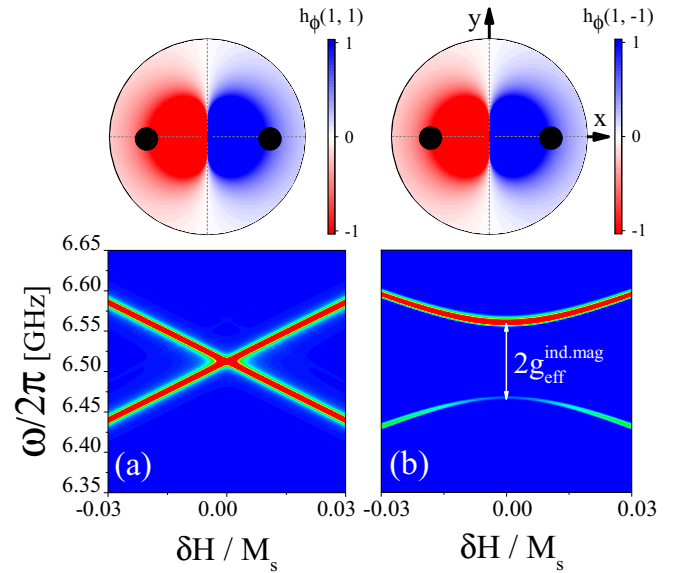 h_ϕ(1, 1)
1
0
-1
y
x
h_ϕ(1, -1)
1
0
-1
ω/2π [GHz]
6.65
6.60
6.55
6.50
6.45
6.40
6.35
(a)
-0.03
0.00
0.03
δH / M_s
2g_eff^ind.mag
(b)
-0.03
0.00
0.03
δH / M_s